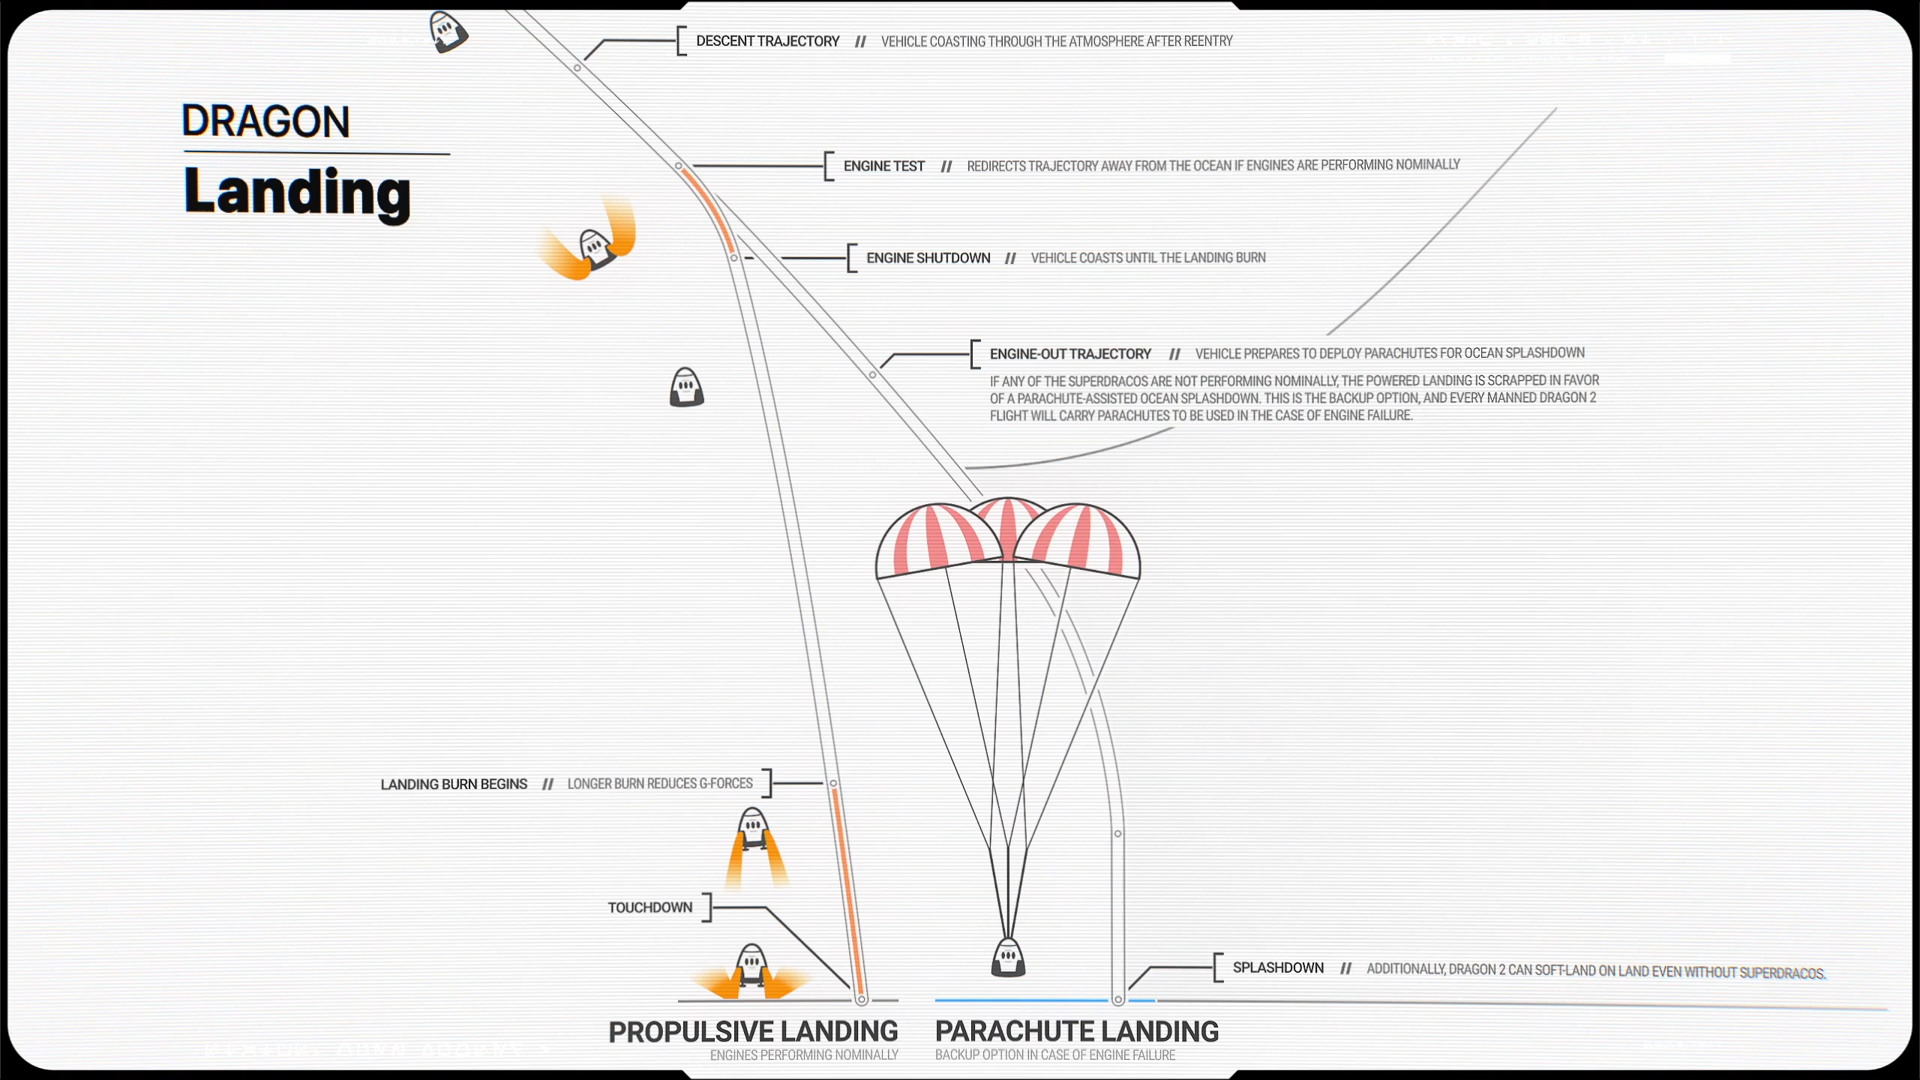 DESCENT TRAJECTORY // VEHICLE COASTING THROUGH THE ATMOSPHERE AFTER REENTRY
DRAGON
Landing
ENGINE TEST // REDIRECTS TRAJECTORY AWAY FROM THE OCEAN IF ENGINES ARE PERFORMING NOMINALLY
ENGINE SHUTDOWN // VEHICLE COASTS UNTIL THE LANDING BURN
ENGINE-OUT TRAJECTORY // VEHICLE PREPARES TO DEPLOY PARACHUTES FOR OCEAN SPLASHDOWN
IF ANY OF THE SUPERDRACOS ARE NOT PERFORMING NOMINALLY, THE POWERED LANDING IS SCRAPPED IN FAVOR
OF A PARACHUTE-ASSISTED OCEAN SPLASHDOWN. THIS IS THE BACKUP OPTION, AND EVERY MANNED DRAGON 2
FLIGHT WILL CARRY PARACHUTES TO BE USED IN THE CASE OF ENGINE FAILURE.
LANDING BURN BEGINS // LONGER BURN REDUCES G-FORCES
TOUCHDOWN
SPLASHDOWN // ADDITIONALLY, DRAGON 2 CAN SOFT-LAND ON LAND EVEN WITHOUT SUPERDRACOS.
PROPULSIVE LANDING
ENGINES PERFORMING NOMINALLY
PARACHUTE LANDING
BACKUP OPTION IN CASE OF ENGINE FAILURE